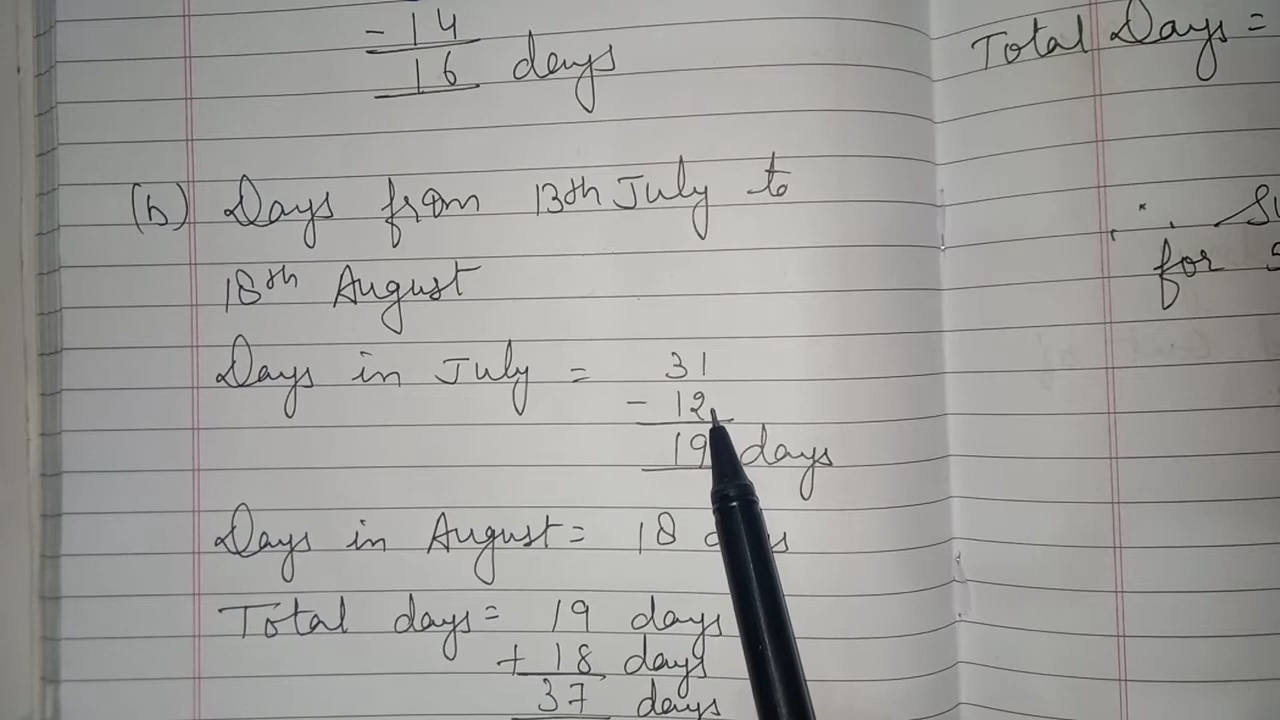 - 14
16 days
(b) Days from 13th July to
18th August
Days in July = 31
- 12
19 days
Days in August = 18 days
Total days = 19 days
+ 18 days
37 days
Total Days =
∴
for